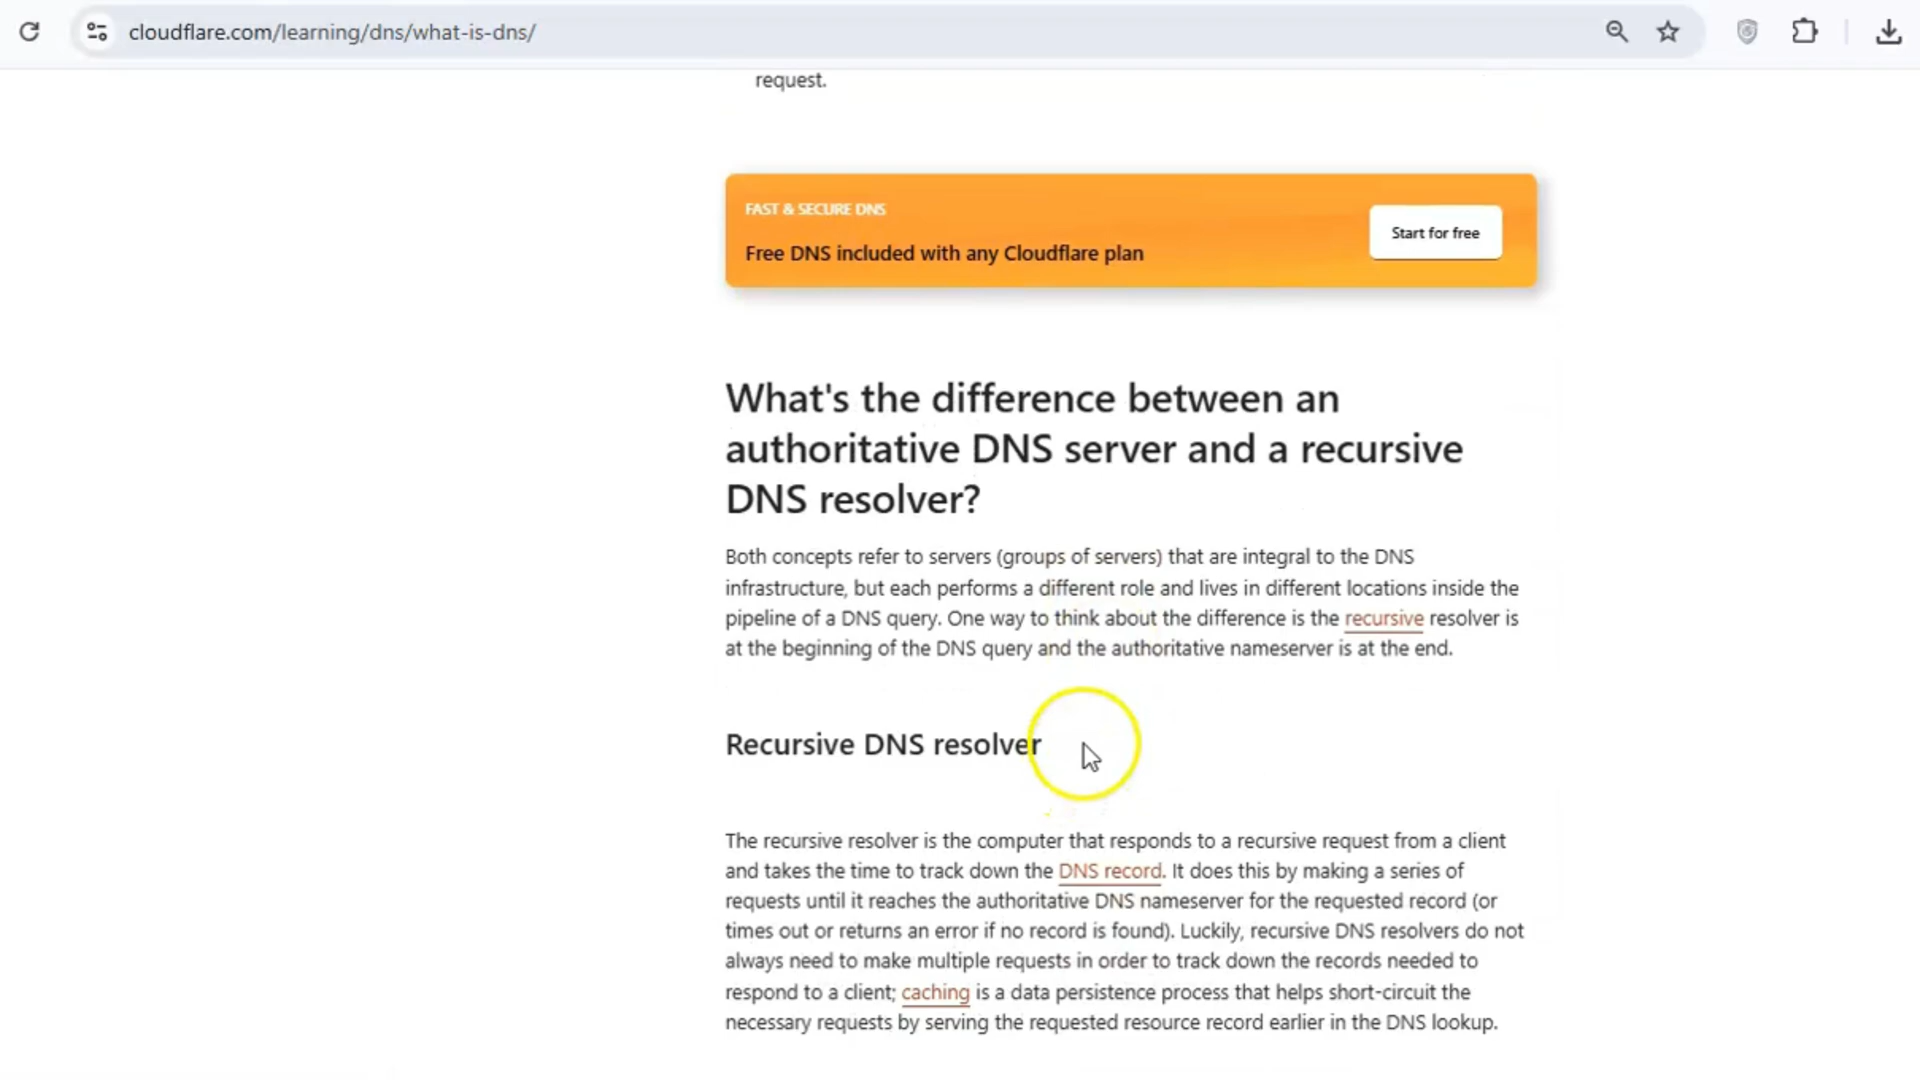 cloudflare.com/learning/dns/what-is-dns/
request.
FAST & SECURE DNS
Free DNS included with any Cloudflare plan
Start for free
What's the difference between an
authoritative DNS server and a recursive
DNS resolver?
Both concepts refer to servers (groups of servers) that are integral to the DNS
infrastructure, but each performs a different role and lives in different locations inside the
pipeline of a DNS query. One way to think about the difference is the recursive resolver is
at the beginning of the DNS query and the authoritative nameserver is at the end.
Recursive DNS resolver
The recursive resolver is the computer that responds to a recursive request from a client
and takes the time to track down the DNS record. It does this by making a series of
requests until it reaches the authoritative DNS nameserver for the requested record (or
times out or returns an error if no record is found). Luckily, recursive DNS resolvers do not
always need to make multiple requests in order to track down the records needed to
respond to a client; caching is a data persistence process that helps short-circuit the
necessary requests by serving the requested resource record earlier in the DNS lookup.